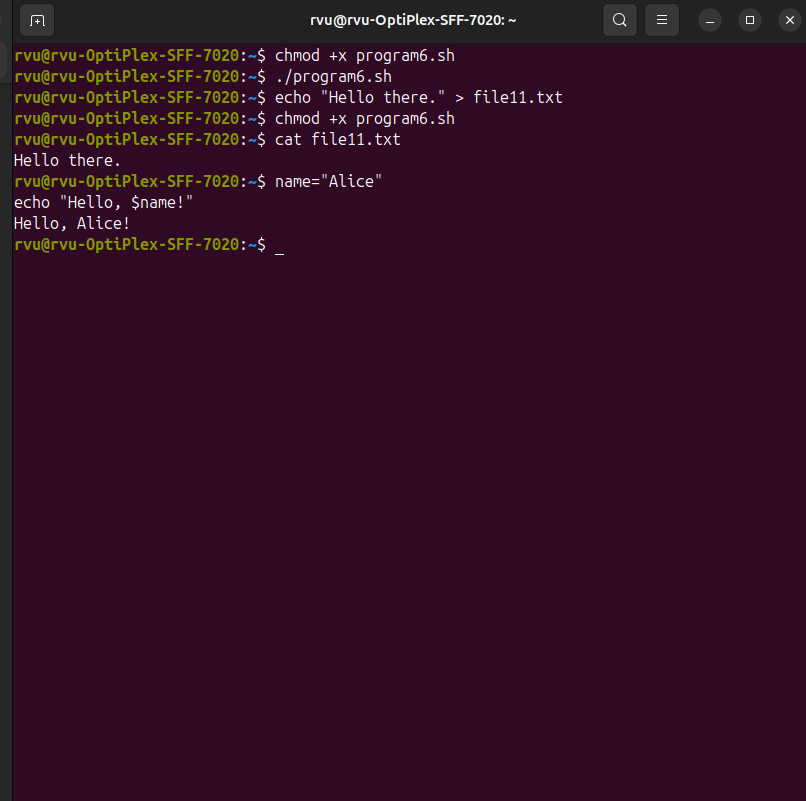 rvu@rvu-OptiPlex-SFF-7020: ~
rvu@rvu-OptiPlex-SFF-7020:~$ chmod +x program6.sh
rvu@rvu-OptiPlex-SFF-7020:~$ ./program6.sh
rvu@rvu-OptiPlex-SFF-7020:~$ echo "Hello there." > file11.txt
rvu@rvu-OptiPlex-SFF-7020:~$ chmod +x program6.sh
rvu@rvu-OptiPlex-SFF-7020:~$ cat file11.txt
Hello there.
rvu@rvu-OptiPlex-SFF-7020:~$ name="Alice"
echo "Hello, $name!"
Hello, Alice!
rvu@rvu-OptiPlex-SFF-7020:~$ _